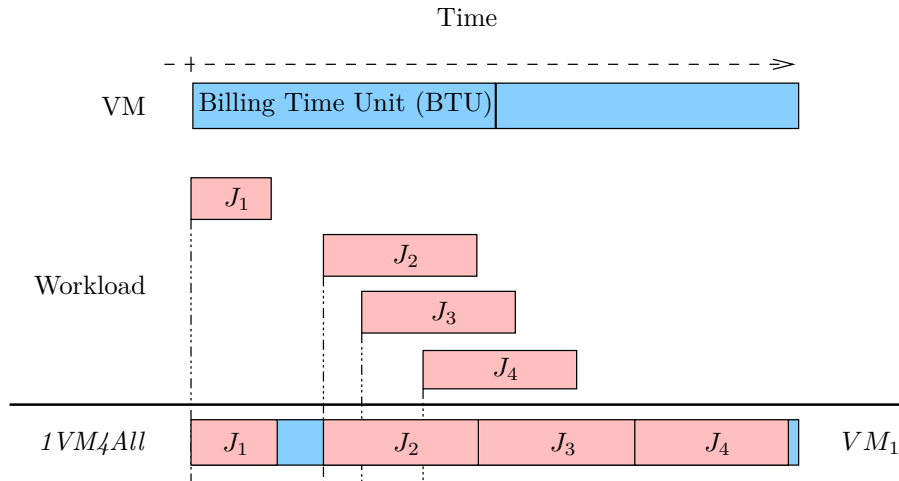 Time
VM
Billing Time Unit (BTU)
J₁
J₂
Workload
J₃
J₄
1VM4All J₁ J₂ J₃ J₄ VM₁